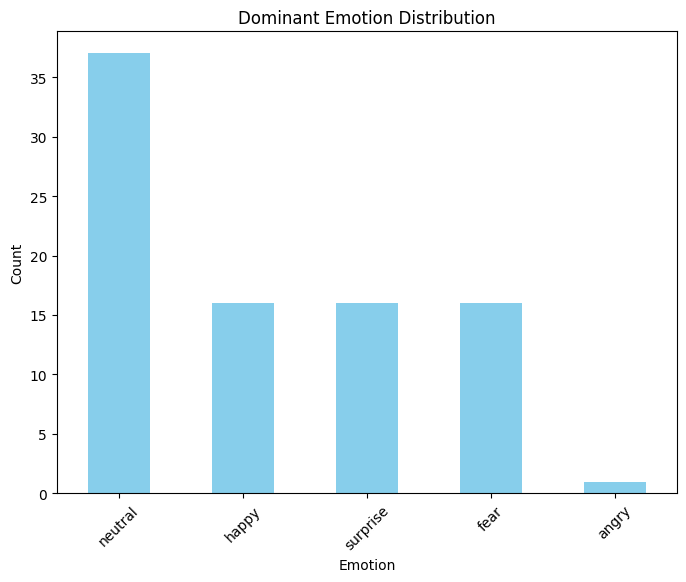 Dominant Emotion Distribution
Count
35
30
25
20
15
10
5
0
neutral
happy
surprise
fear
angry
Emotion